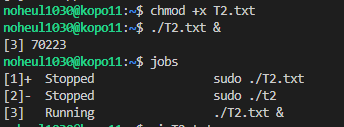 noheul1030@kopo11:~$ chmod +x T2.txt
noheul1030@kopo11:~$ ./T2.txt &
[3] 70223
noheul1030@kopo11:~$ jobs
[1]+  Stopped                 sudo ./T2.txt
[2]-  Stopped                 sudo ./t2
[3]   Running                 ./T2.txt &